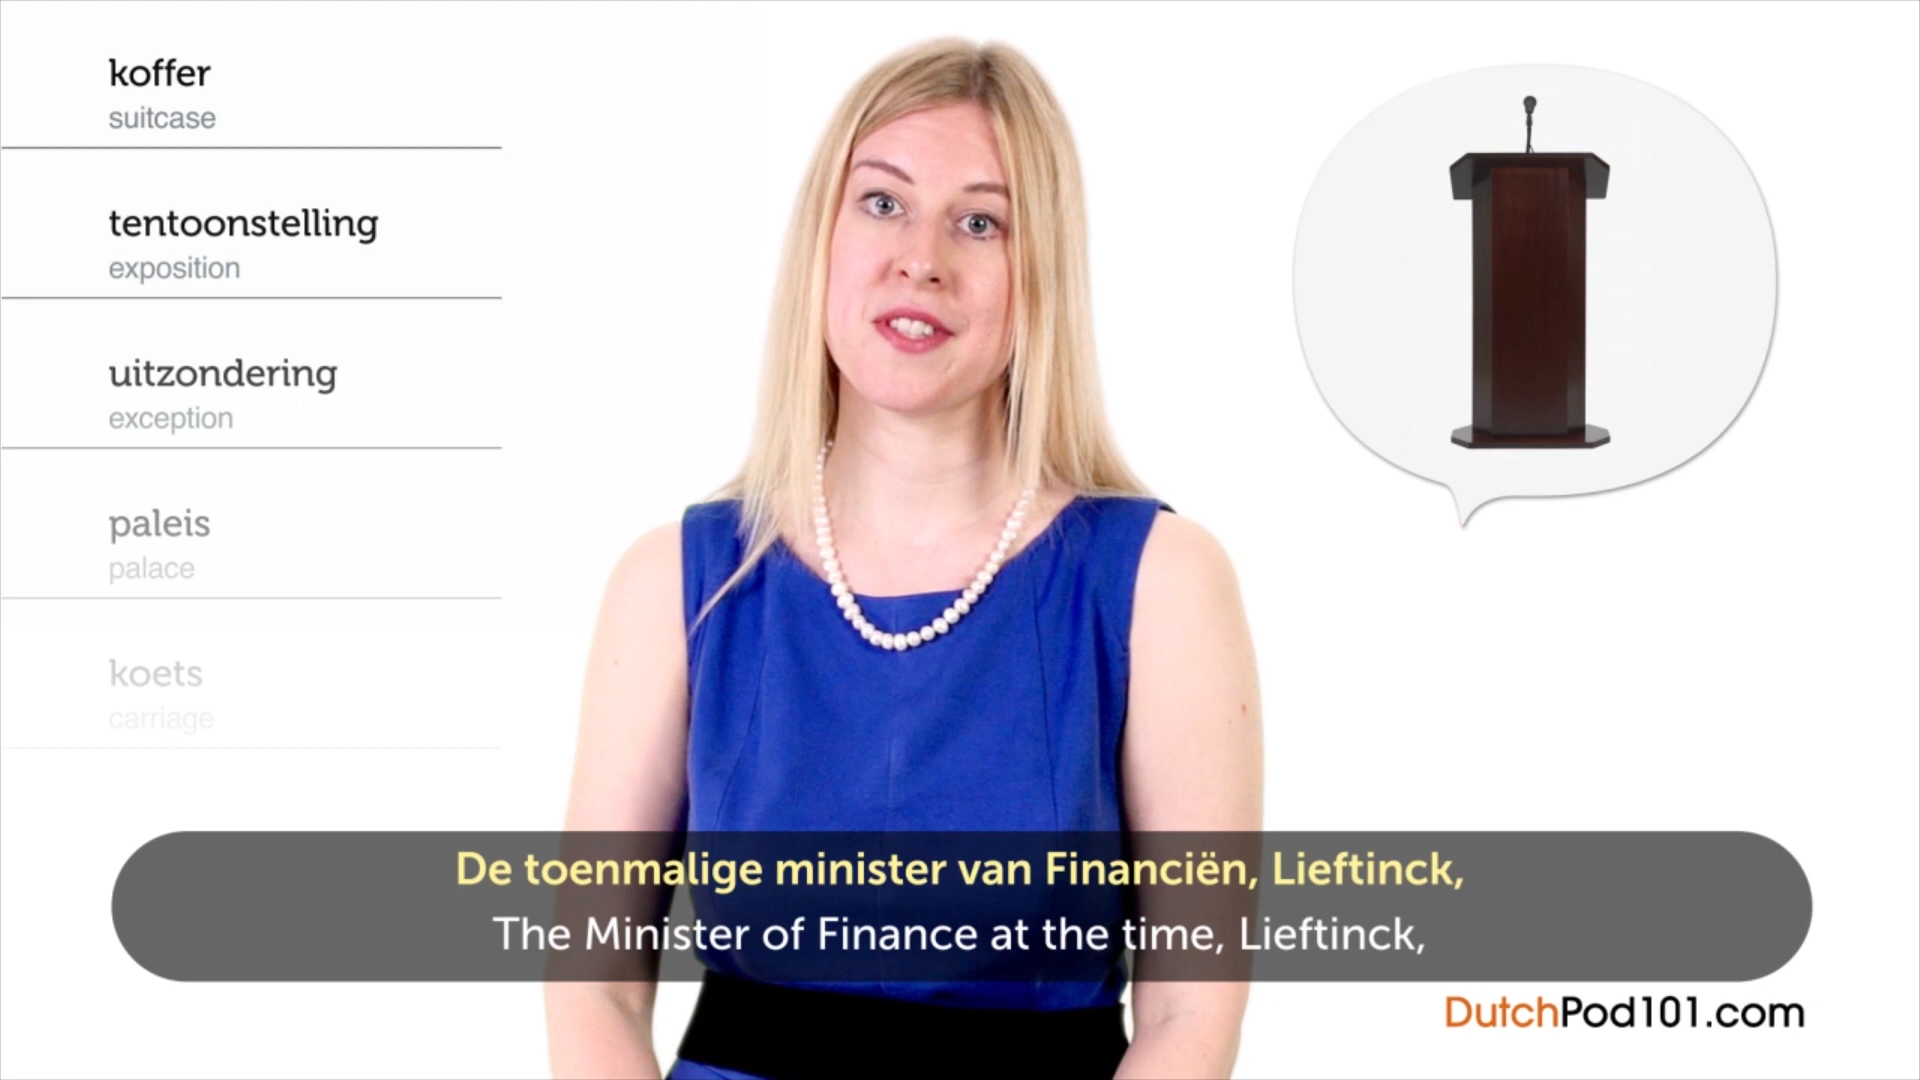 koffer
suitcase
tentoonstelling
exposition
uitzondering
exception
paleis
palace
koets
carriage
De toenmalige minister van Financiën, Lieftinck,
The Minister of Finance at the time, Lieftinck,
DutchPod101.com